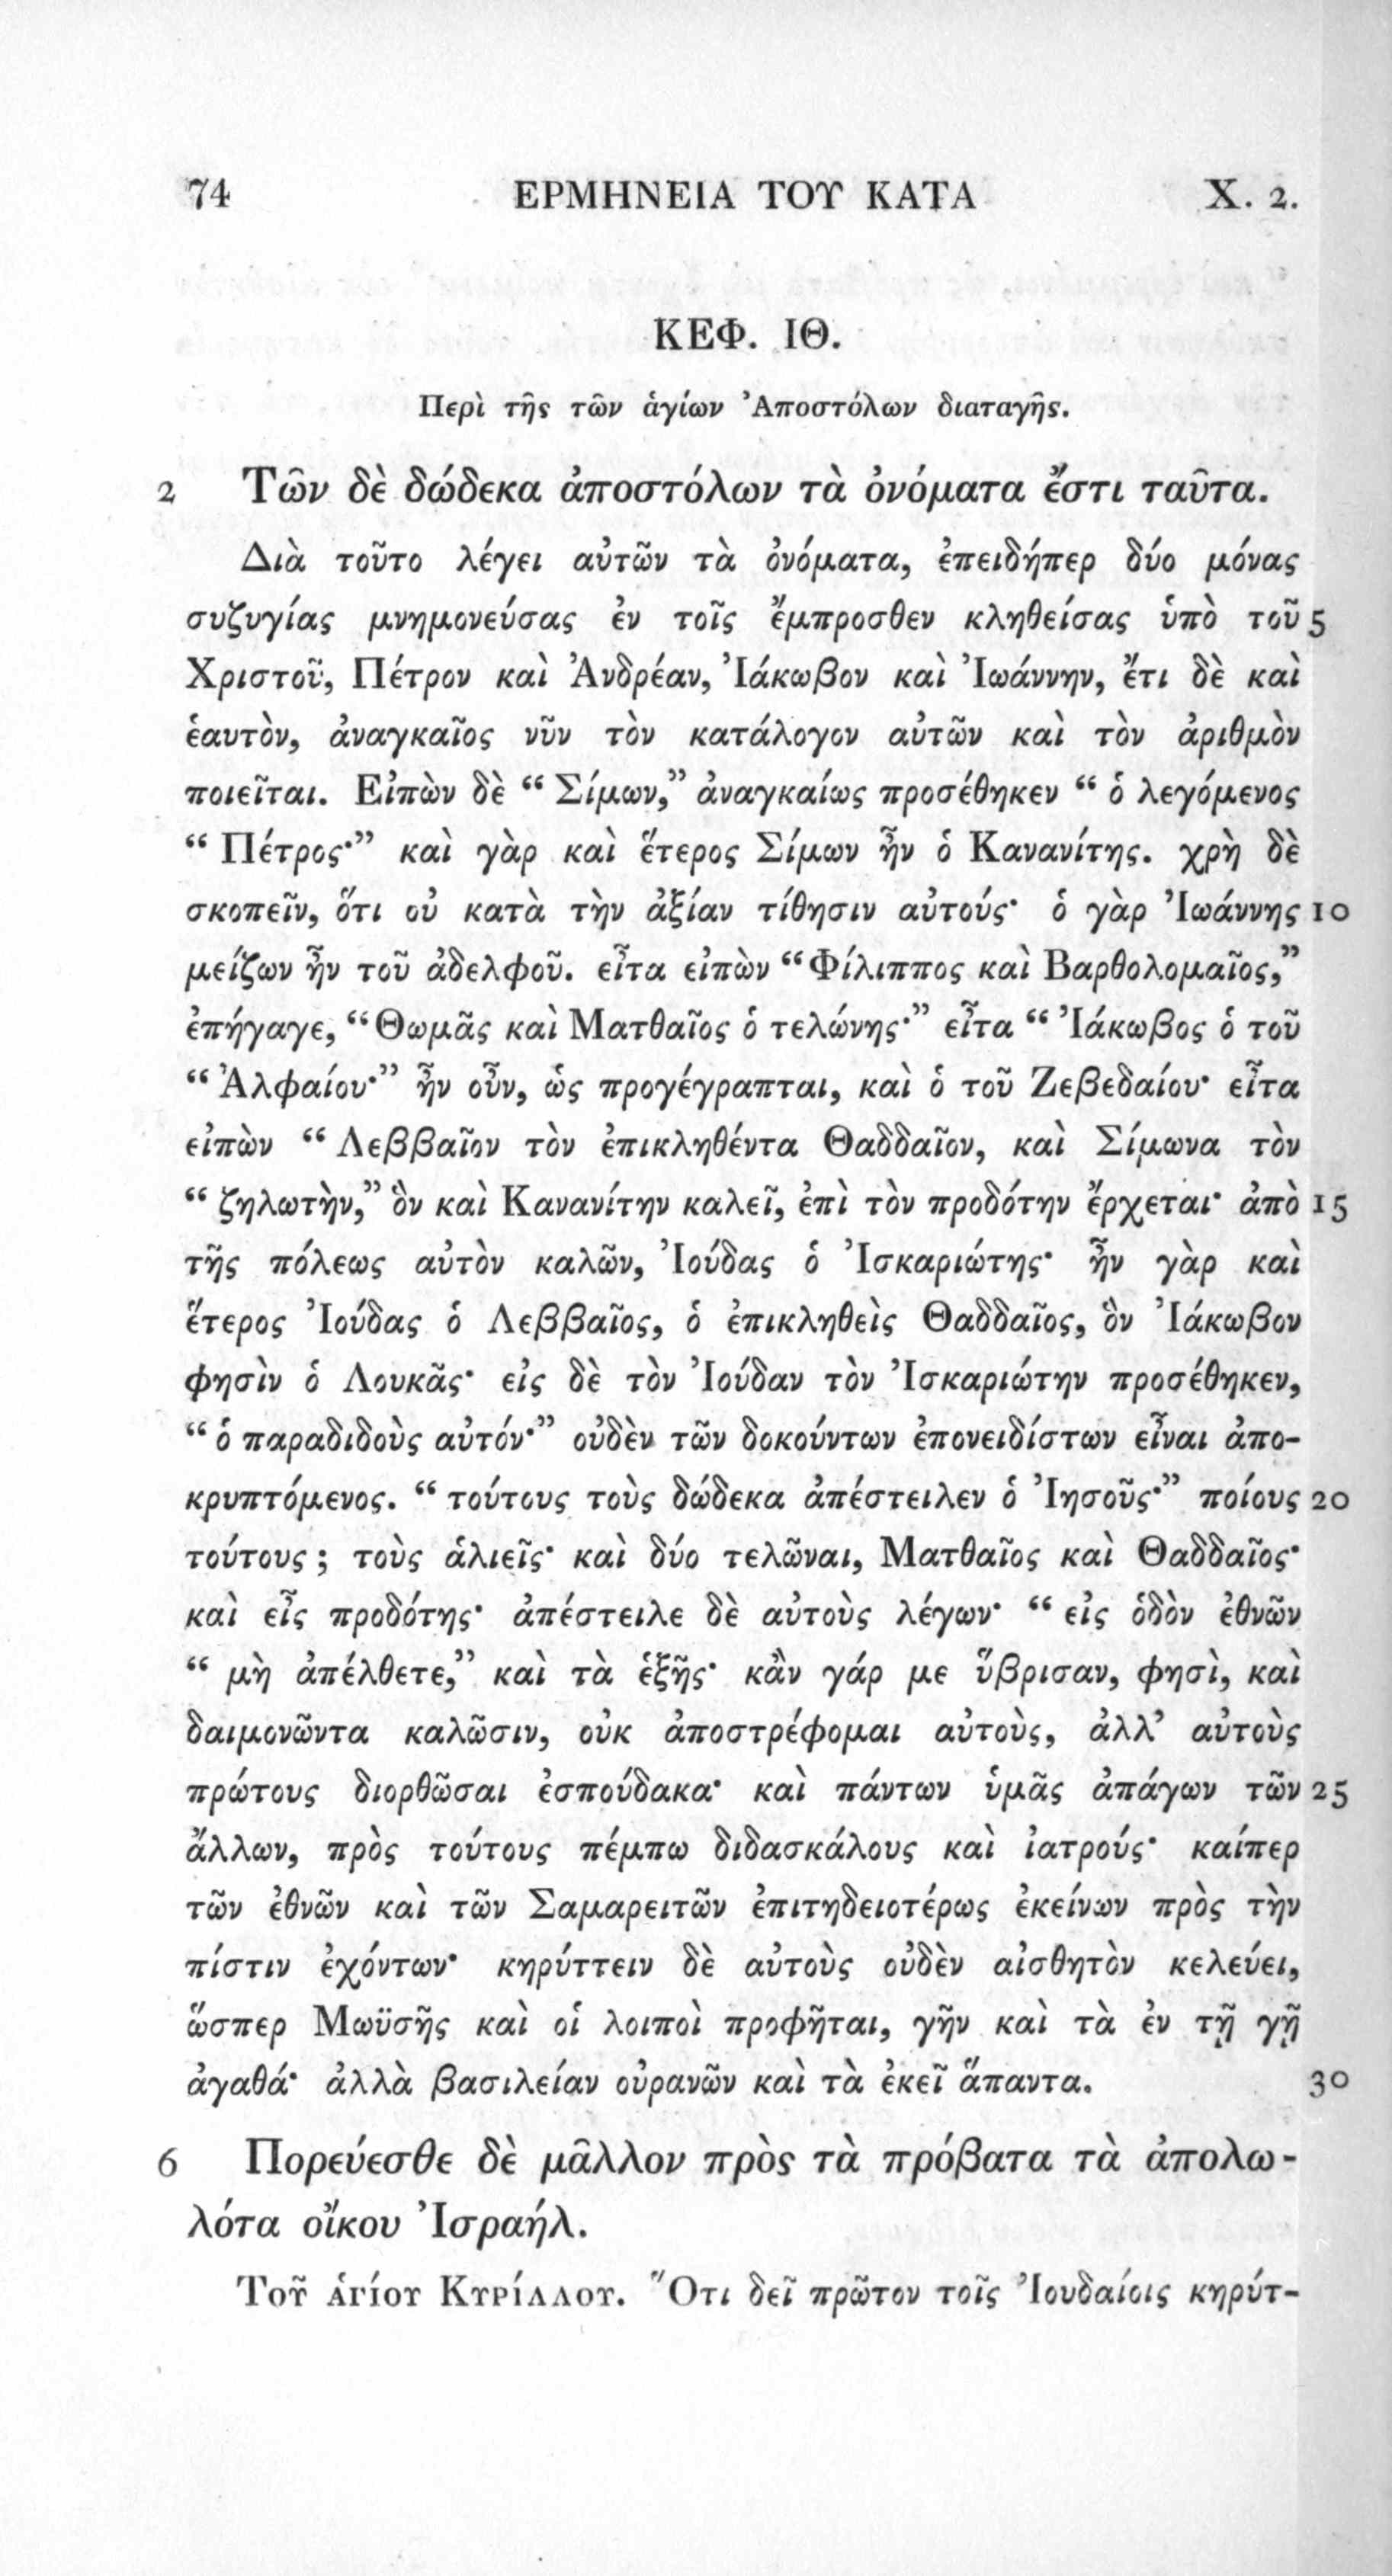 74 ΕΡΜΗΝΕΙΑ ΤΟΥ ΚΑΤΑ X. 2.
ΚΕΦ. ΙΘ.
Περὶ τῆς τῶν ἁγίων Ἀποστόλων διαταγῆς.
2 Τῶν δὲ δώδεκα ἀποστόλων τὰ ὀνόματα ἔστι ταῦτα.
Διὰ τοῦτο λέγει αὐτῶν τὰ ὀνόματα, ἐπειδήπερ δύο μόνας
συζυγίας μνημονεύσας ἐν τοῖς ἔμπροσθεν κληθείσας ὑπὸ τοῦ 5
Χριστοῦ, Πέτρον καὶ Ἀνδρέαν, Ἰάκωβον καὶ Ἰωάννην, ἔτι δὲ καὶ
ἑαυτὸν, ἀναγκαῖος νῦν τὸν κατάλογον αὐτῶν καὶ τὸν ἀριθμὸν
ποιεῖται. Εἰπὼν δὲ “ Σίμων,” ἀναγκαίως προσέθηκεν “ ὁ λεγόμενος
“ Πέτρος·” καὶ γὰρ καὶ ἕτερος Σίμων ἦν ὁ Κανανίτης. χρὴ δὲ
σκοπεῖν, ὅτι οὐ κατὰ τὴν ἀξίαν τίθησιν αὐτούς· ὁ γὰρ Ἰωάννης 10
μείζων ἦν τοῦ ἀδελφοῦ. εἶτα εἰπὼν “Φίλιππος καὶ Βαρθολομαῖος,”
ἐπήγαγε, “Θωμᾶς καὶ Ματθαῖος ὁ τελώνης·” εἶτα “ Ἰάκωβος ὁ τοῦ
“ Ἀλφαίου·” ἦν οὖν, ὡς προγέγραπται, καὶ ὁ τοῦ Ζεβεδαίου· εἶτα
εἰπὼν “ Λεββαῖον τὸν ἐπικληθέντα Θαδδαῖον, καὶ Σίμωνα τὸν
“ ζηλωτὴν,” ὃν καὶ Κανανίτην καλεῖ, ἐπὶ τὸν προδότην ἔρχεται· ἀπὸ 15
τῆς πόλεως αὐτὸν καλῶν, Ἰούδας ὁ Ἰσκαριώτης· ἦν γὰρ καὶ
ἕτερος Ἰούδας ὁ Λεββαῖος, ὁ ἐπικληθεὶς Θαδδαῖος, ὃν Ἰάκωβον
φησὶν ὁ Λουκᾶς· εἰς δὲ τὸν Ἰούδαν τὸν Ἰσκαριώτην προσέθηκεν,
“ ὁ παραδιδοὺς αὐτόν·” οὐδὲν τῶν δοκούντων ἐπονειδίστων εἶναι ἀπο-
κρυπτόμενος. “ τούτους τοὺς δώδεκα ἀπέστειλεν ὁ Ἰησοῦς·” ποίους 20
τούτους ; τοὺς ἁλιεῖς· καὶ δύο τελῶναι, Ματθαῖος καὶ Θαδδαῖος·
καὶ εἷς προδότης· ἀπέστειλε δὲ αὐτοὺς λέγων· “ εἰς ὁδὸν ἐθνῶν
“ μὴ ἀπέλθετε,” καὶ τὰ ἑξῆς· κἂν γάρ με ὕβρισαν, φησὶ, καὶ
δαιμονῶντα καλῶσιν, οὐκ ἀποστρέφομαι αὐτοὺς, ἀλλ’ αὐτοὺς
πρώτους διορθῶσαι ἐσπούδακα· καὶ πάντων ὑμᾶς ἀπάγων τῶν 25
ἄλλων, πρὸς τούτους πέμπω διδασκάλους καὶ ἰατρούς· καίπερ
τῶν ἐθνῶν καὶ τῶν Σαμαρειτῶν ἐπιτηδειοτέρως ἐκείνων πρὸς τὴν
πίστιν ἐχόντων· κηρύττειν δὲ αὐτοὺς οὐδὲν αἰσθητὸν κελεύει,
ὥσπερ Μωϋσῆς καὶ οἱ λοιποὶ προφῆται, γῆν καὶ τὰ ἐν τῇ γῇ
ἀγαθά· ἀλλὰ βασιλείαν οὐρανῶν καὶ τὰ ἐκεῖ ἅπαντα. 30
6 Πορεύεσθε δὲ μᾶλλον πρὸς τὰ πρόβατα τὰ ἀπολω-
λότα οἴκου Ἰσραήλ.
Τοῦ ἁγίου Κυρίλλου. Ὅτι δεῖ πρῶτον τοῖς Ἰουδαίοις κηρύτ-